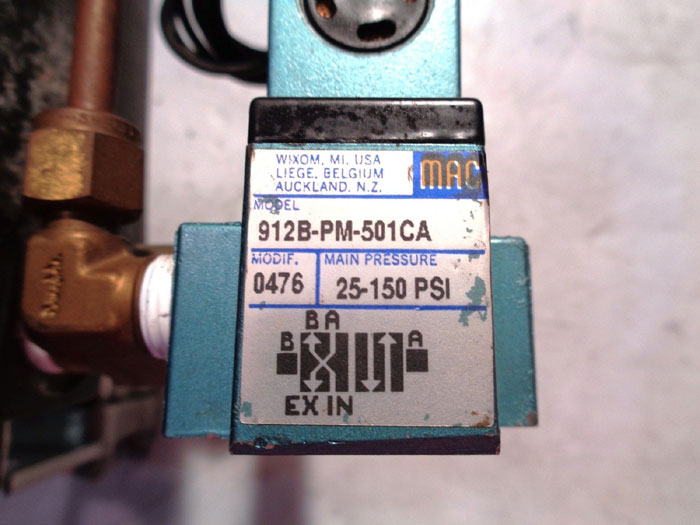 WIXOM, MI. USA
LIEGE, BELGIUM
AUCKLAND, N.Z.
MAC
MODEL
912B-PM-501CA
MODIF.
MAIN PRESSURE
0476
25-150 PSI
B A
B
A
EX IN